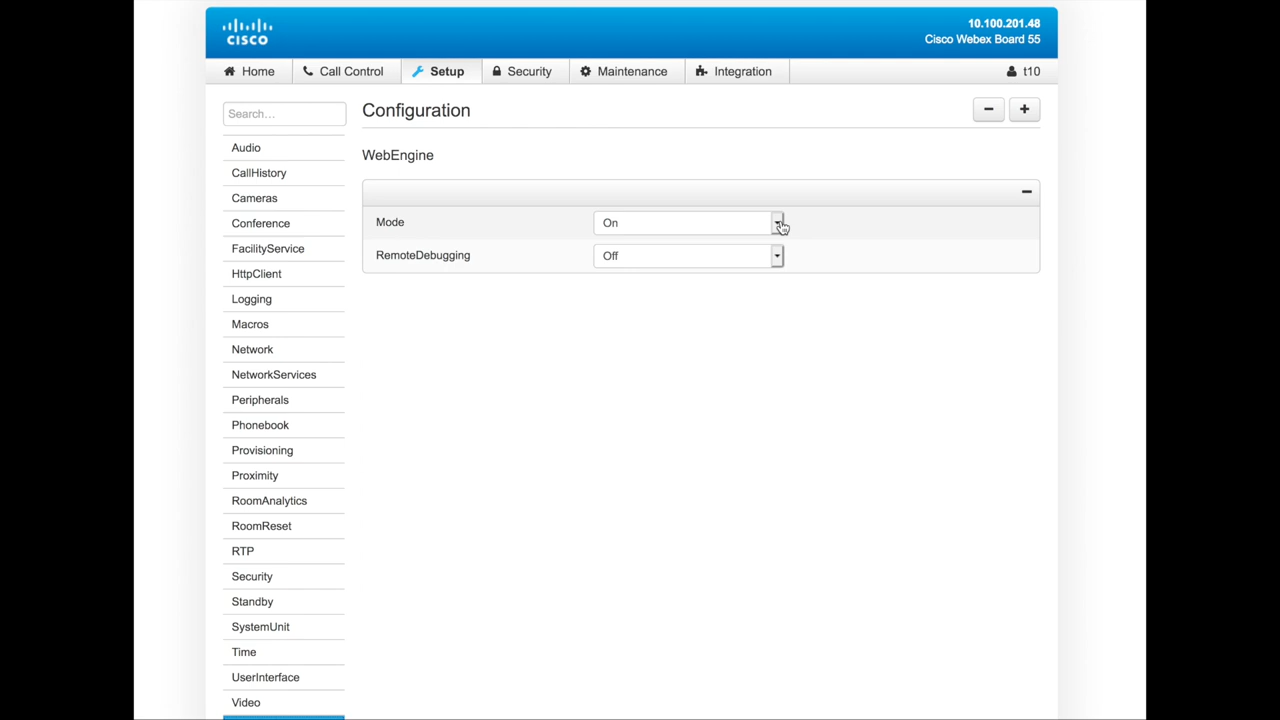 CISCO
10.100.201.48
Cisco Webex Board 55
Home
Call Control
Setup
Security
Maintenance
Integration
t10
Search...
Configuration
WebEngine
Mode
On
RemoteDebugging
Off
Audio
CallHistory
Cameras
Conference
FacilityService
HttpClient
Logging
Macros
Network
NetworkServices
Peripherals
Phonebook
Provisioning
Proximity
RoomAnalytics
RoomReset
RTP
Security
Standby
SystemUnit
Time
UserInterface
Video